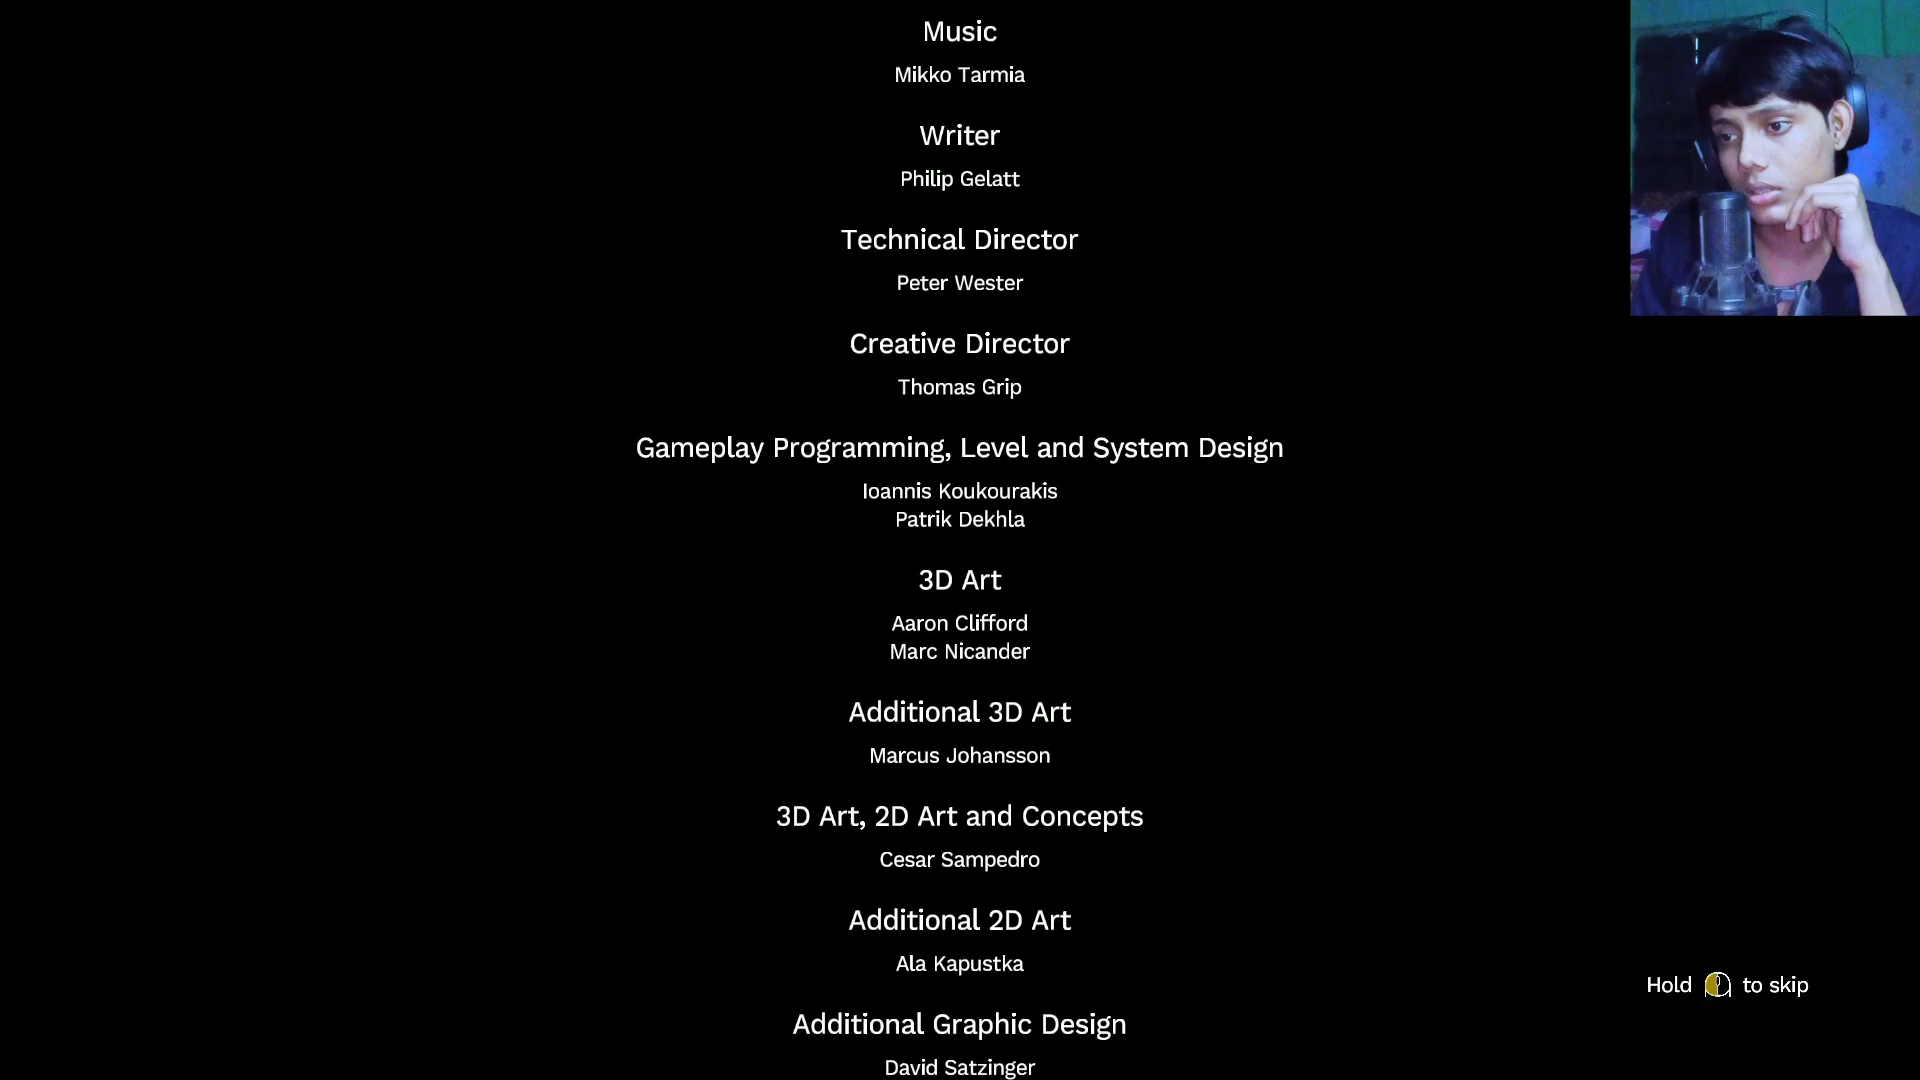 Music
Mikko Tarmia
Writer
Philip Gelatt
Technical Director
Peter Wester
Creative Director
Thomas Grip
Gameplay Programming, Level and System Design
Ioannis Koukourakis
Patrik Dekhla
3D Art
Aaron Clifford
Marc Nicander
Additional 3D Art
Marcus Johansson
3D Art, 2D Art and Concepts
Cesar Sampedro
Additional 2D Art
Ala Kapustka
Hold to skip
Additional Graphic Design
David Satzinger